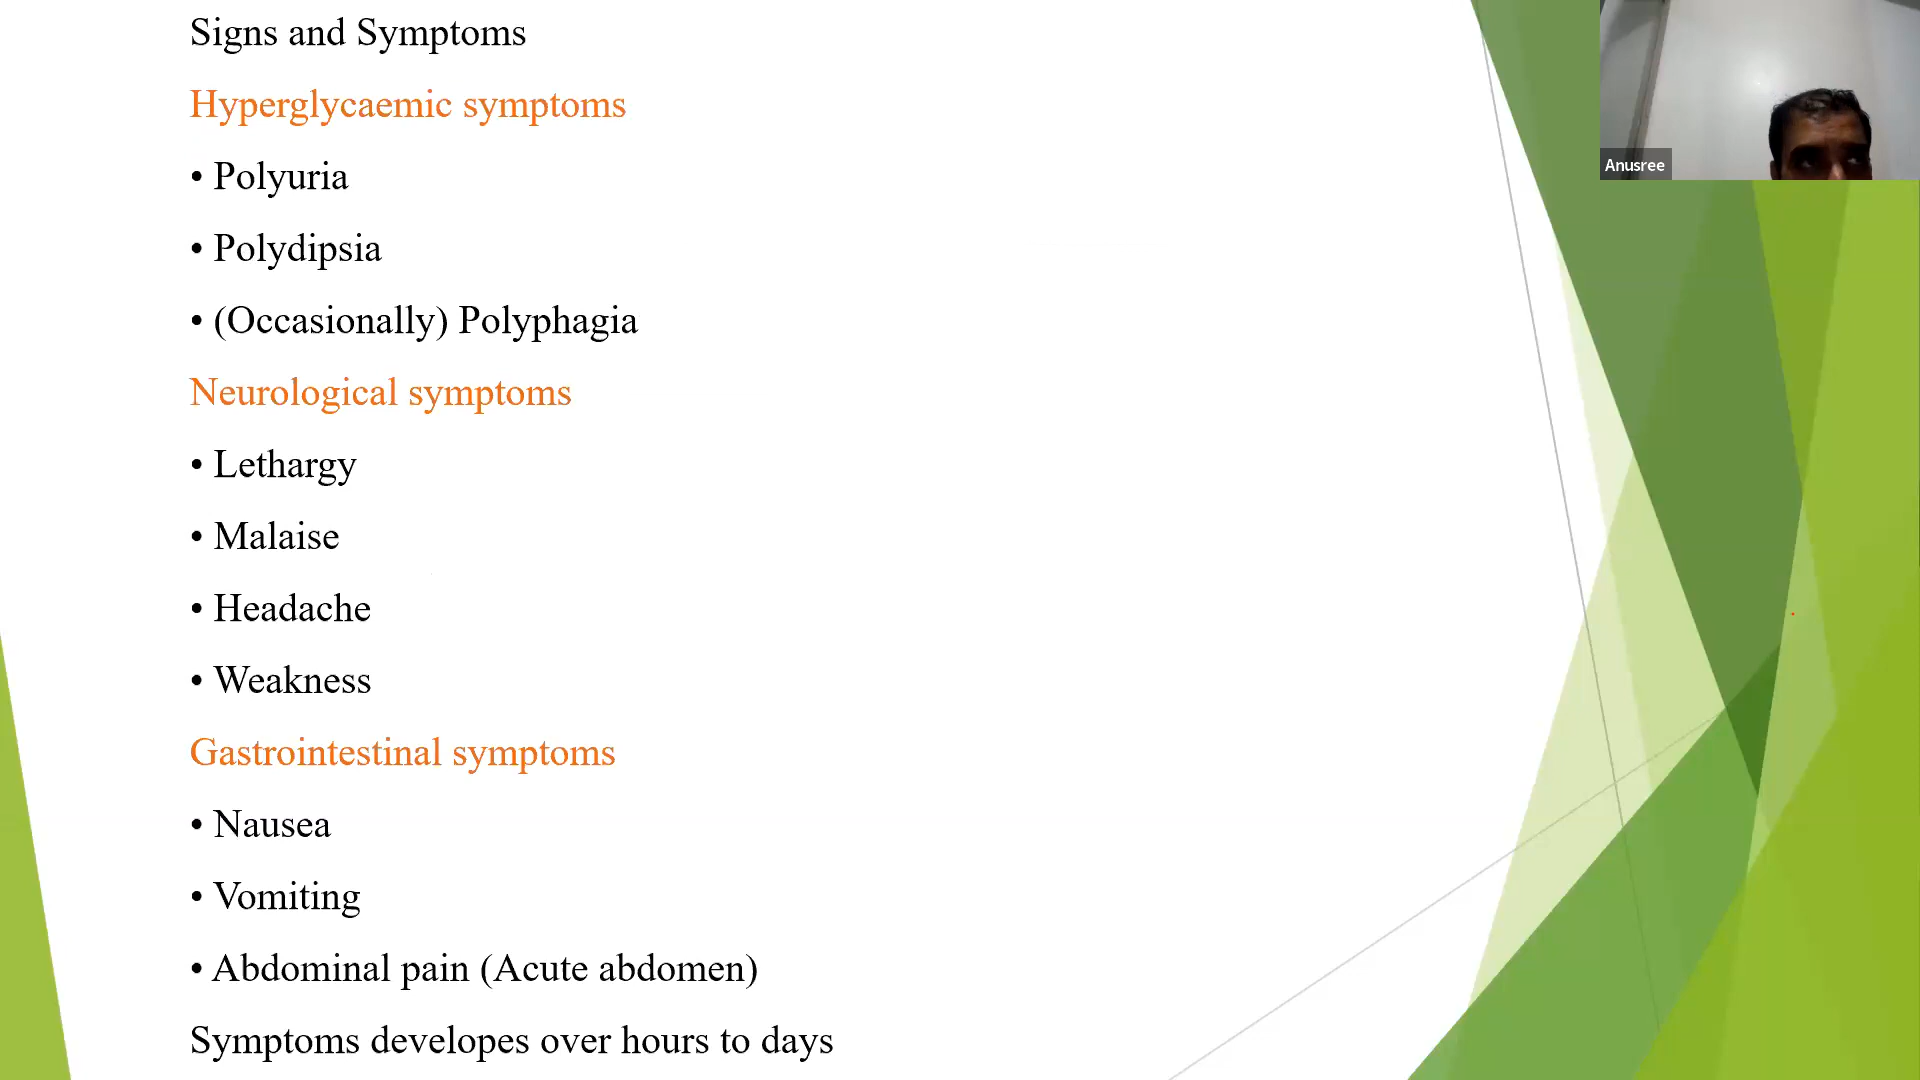 Signs and Symptoms
Hyperglycaemic symptoms
• Polyuria
• Polydipsia
• (Occasionally) Polyphagia
Neurological symptoms
• Lethargy
• Malaise
• Headache
• Weakness
Gastrointestinal symptoms
• Nausea
• Vomiting
• Abdominal pain (Acute abdomen)
Symptoms developes over hours to days
Anusree